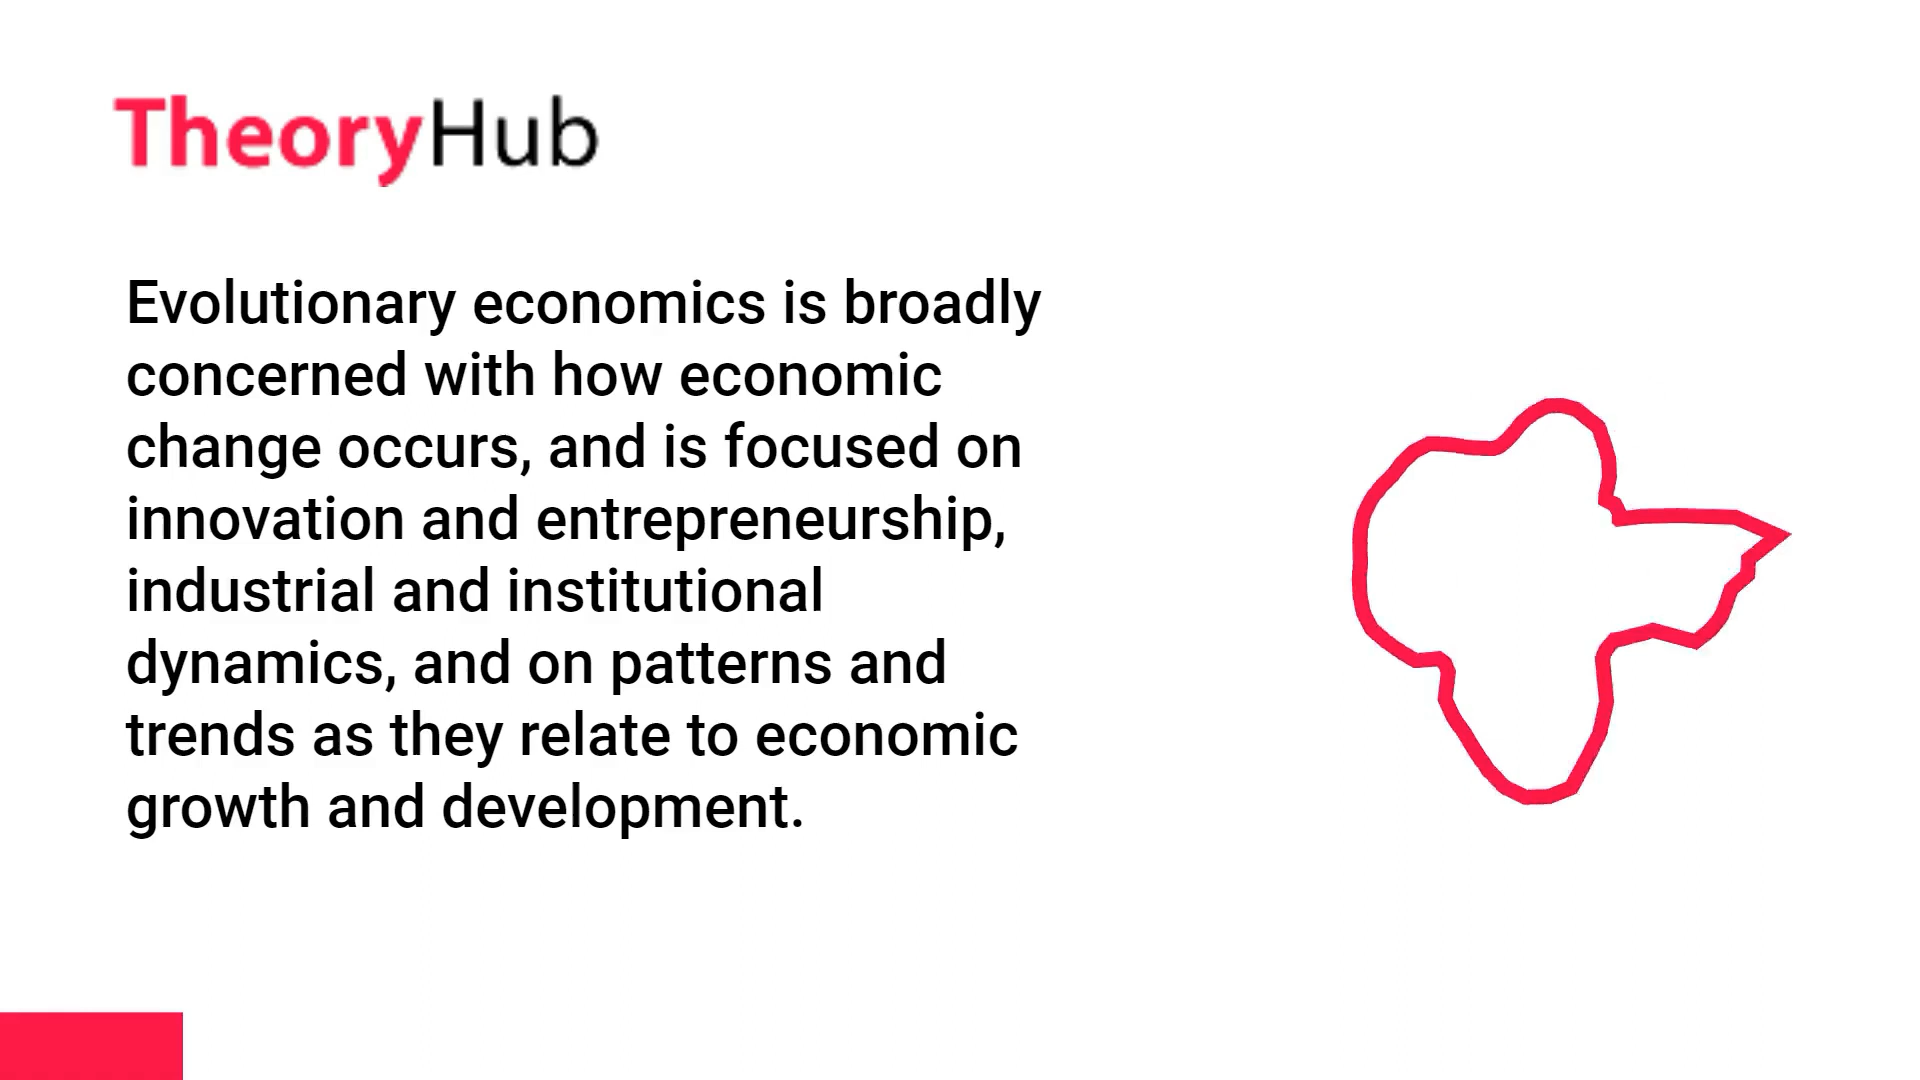 TheoryHub
Evolutionary economics is broadly
concerned with how economic
change occurs, and is focused on
innovation and entrepreneurship,
industrial and institutional
dynamics, and on patterns and
trends as they relate to economic
growth and development.